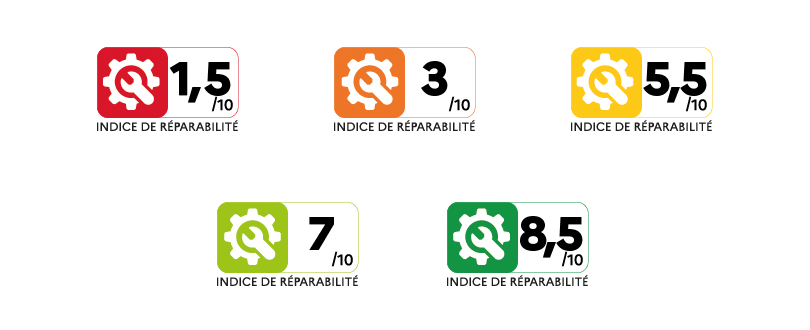 1,5
/10
INDICE DE RÉPARABILITÉ
3
/10
INDICE DE RÉPARABILITÉ
5,5
/10
INDICE DE RÉPARABILITÉ
7
/10
INDICE DE RÉPARABILITÉ
8,5
/10
INDICE DE RÉPARABILITÉ